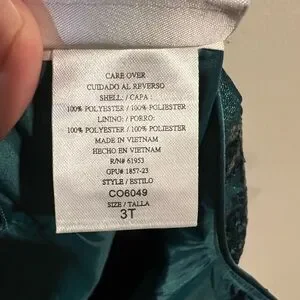 CARE OVER
CUIDADO AL REVERSO
SHELL: / CAPA :
100% POLYESTER / 100% POLIESTER
LINING: / FORRO:
100% POLYESTER / 100% POLIESTER
MADE IN VIETNAM
HECHO EN VIETNAM
R/N# 61953
GPU# 1857-23
STYLE / ESTILO
CO6049
SIZE / TALLA
3T